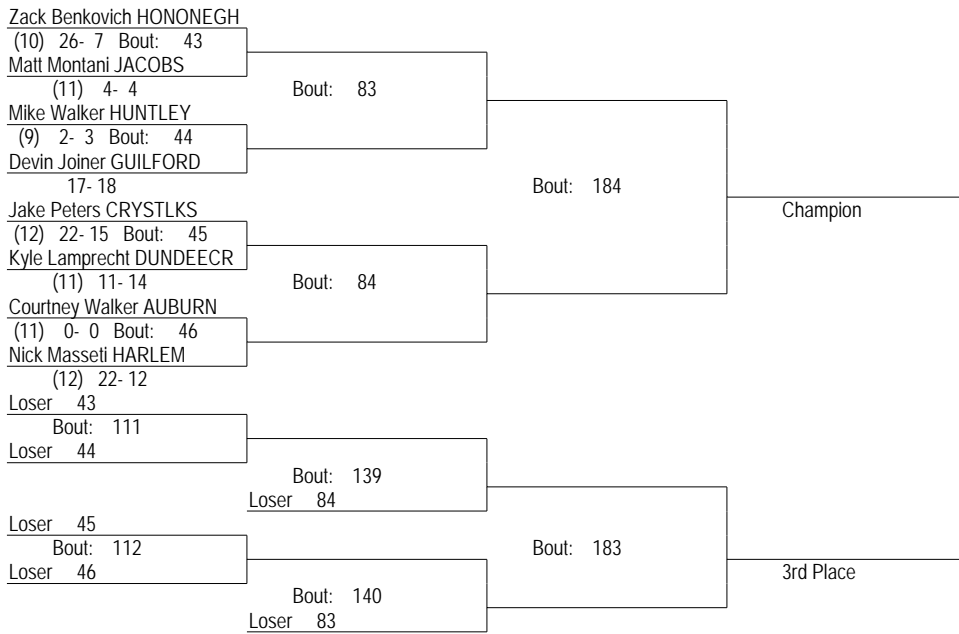 Zack Benkovich HONONEGH
(10) 26- 7 Bout: 43
Matt Montani JACOBS
(11) 4- 4
Bout: 83
Mike Walker HUNTLEY
(9) 2- 3 Bout: 44
Devin Joiner GUILFORD
17- 18
Bout: 184
Jake Peters CRYSTLKS
Champion
(12) 22- 15 Bout: 45
Kyle Lamprecht DUNDEECR
(11) 11- 14
Bout: 84
Courtney Walker AUBURN
(11) 0- 0 Bout: 46
Nick Masseti HARLEM
(12) 22- 12
Loser 43
Bout: 111
Loser 44
Bout: 139
Loser 84
Loser 45
Bout: 112
Bout: 183
Loser 46
3rd Place
Bout: 140
Loser 83